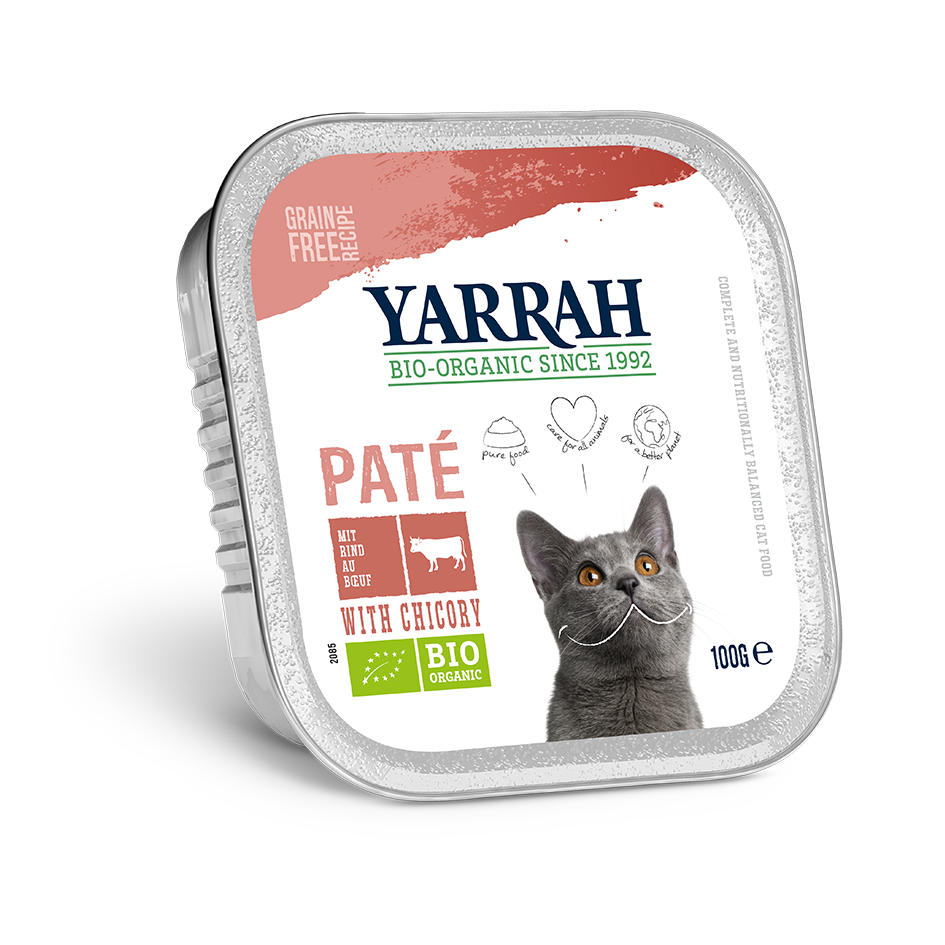 GRAIN
FREE
RECIPE
YARRAH
BIO-ORGANIC SINCE 1992
pure food
care for all animals
for a better planet
COMPLETE AND NUTRITIONALLY BALANCED CAT FOOD
PATÉ
MIT
RIND
AU
BŒUF
WITH CHICORY
2085
BIO
ORGANIC
100G e